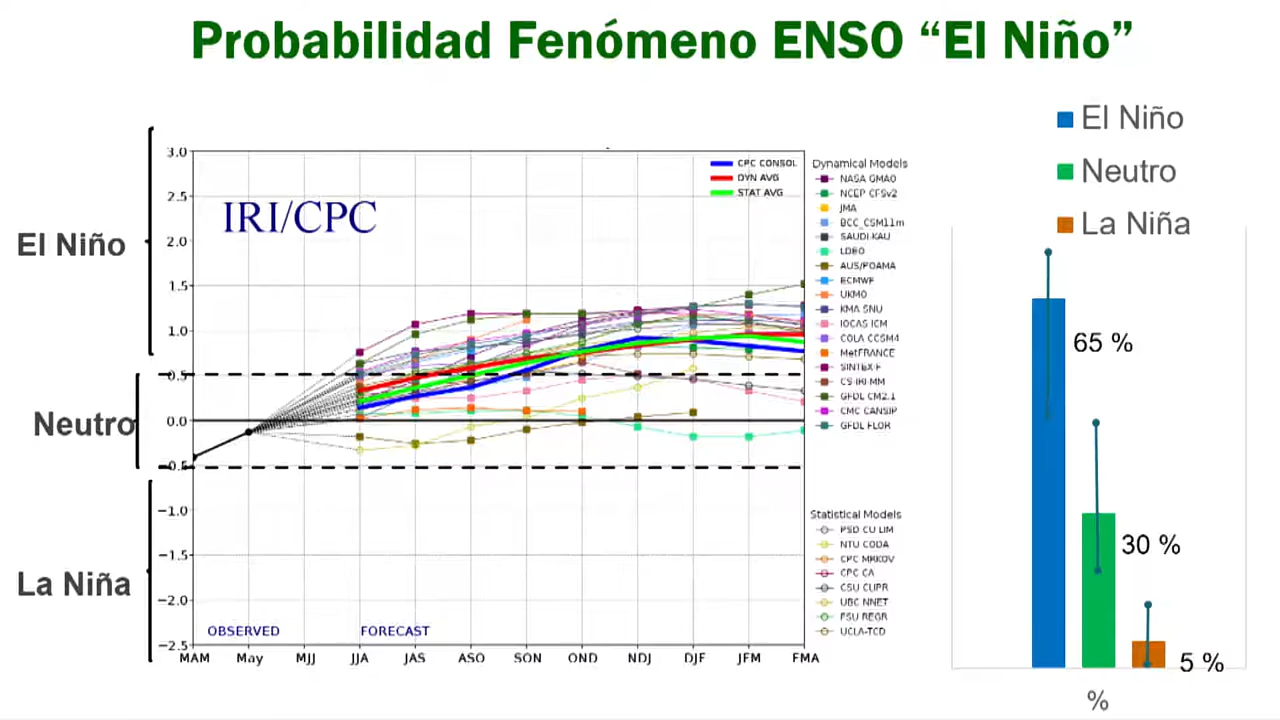 Probabilidad Fenómeno ENSO “El Niño”
El Niño
Neutro
La Niña
3.0
2.5
2.0
1.5
1.0
0.5
0.0
−0.5
−1.0
−1.5
−2.0
−2.5
IRI/CPC
CPC CONSOL
DYN AVG
STAT AVG
OBSERVED
FORECAST
MAM May MJJ JJA JAS ASO SON OND NDJ DJF JFM FMA
Dynamical Models
NASA GMAO
NCEP CFSv2
JMA
BCC_CSM11m
SAUDI-KAU
LDEO
AUS/POAMA
ECMWF
UKMO
KMA SNU
IOCAS ICM
COLA CCSM4
MetFRANCE
SINTEX-F
CS-IRI-MM
GFDL CM2.1
CMC CANSIP
GFDL FLOR
Statistical Models
PSD CU LIM
NTU CODA
CPC MRKOV
CPC CA
CSU CLIPR
UBC NNET
FSU REGR
UCLA-TCD
El Niño
Neutro
La Niña
65 %
30 %
5 %
%